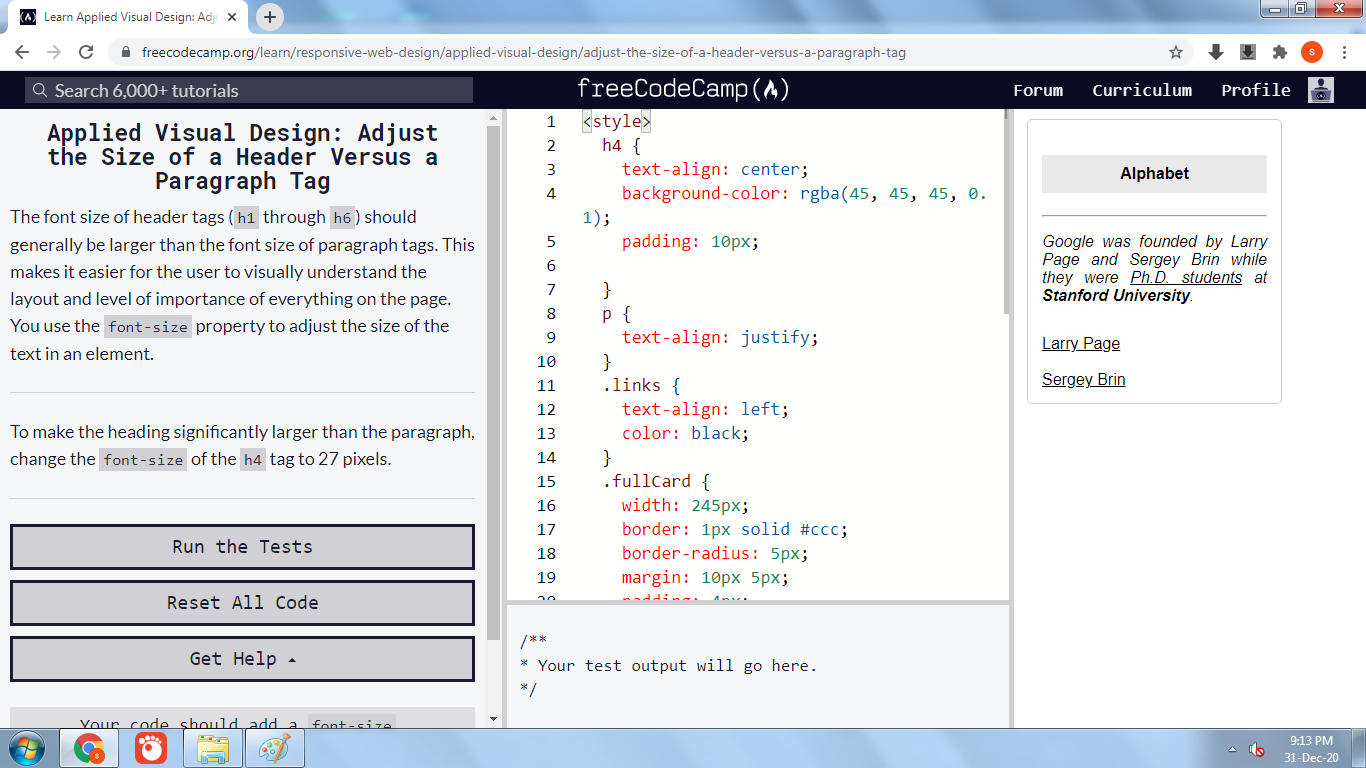 Learn Applied Visual Design: Adj
freecodecamp.org/learn/responsive-web-design/applied-visual-design/adjust-the-size-of-a-header-versus-a-paragraph-tag
S
Search 6,000+ tutorials
freeCodeCamp
Forum
Curriculum
Profile
Applied Visual Design: Adjust
the Size of a Header Versus a
Paragraph Tag
The font size of header tags ( h1 through h6 ) should
generally be larger than the font size of paragraph tags. This
makes it easier for the user to visually understand the
layout and level of importance of everything on the page.
You use the font-size property to adjust the size of the
text in an element.
To make the heading significantly larger than the paragraph,
change the font-size of the h4 tag to 27 pixels.
Run the Tests
Reset All Code
Get Help
Your code should add a font-size
1 <style>
2 h4 {
3 text-align: center;
4 background-color: rgba(45, 45, 45, 0.
1);
5 padding: 10px;
6
7 }
8 p {
9 text-align: justify;
10 }
11 .links {
12 text-align: left;
13 color: black;
14 }
15 .fullCard {
16 width: 245px;
17 border: 1px solid #ccc;
18 border-radius: 5px;
19 margin: 10px 5px;
20 padding: 4px;
/**
* Your test output will go here.
*/
Alphabet
Google was founded by Larry
Page and Sergey Brin while
they were Ph.D. students at
Stanford University.
Larry Page
Sergey Brin
9:13 PM
31-Dec-20